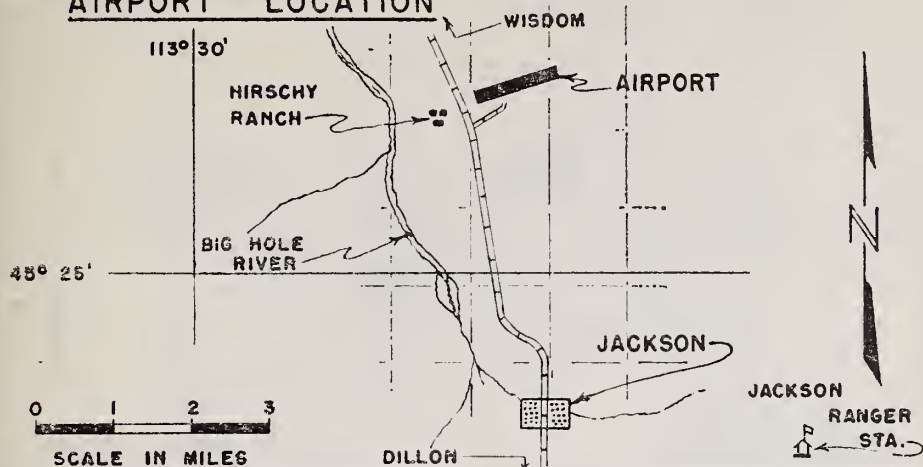 AIRPORT LOCATION
WISDOM
113° 30'
HIRSCHY
RANCH
AIRPORT
N
BIG HOLE
RIVER
45° 25'
JACKSON
0 1 2 3
SCALE IN MILES
DILLON
JACKSON
RANGER
STA.